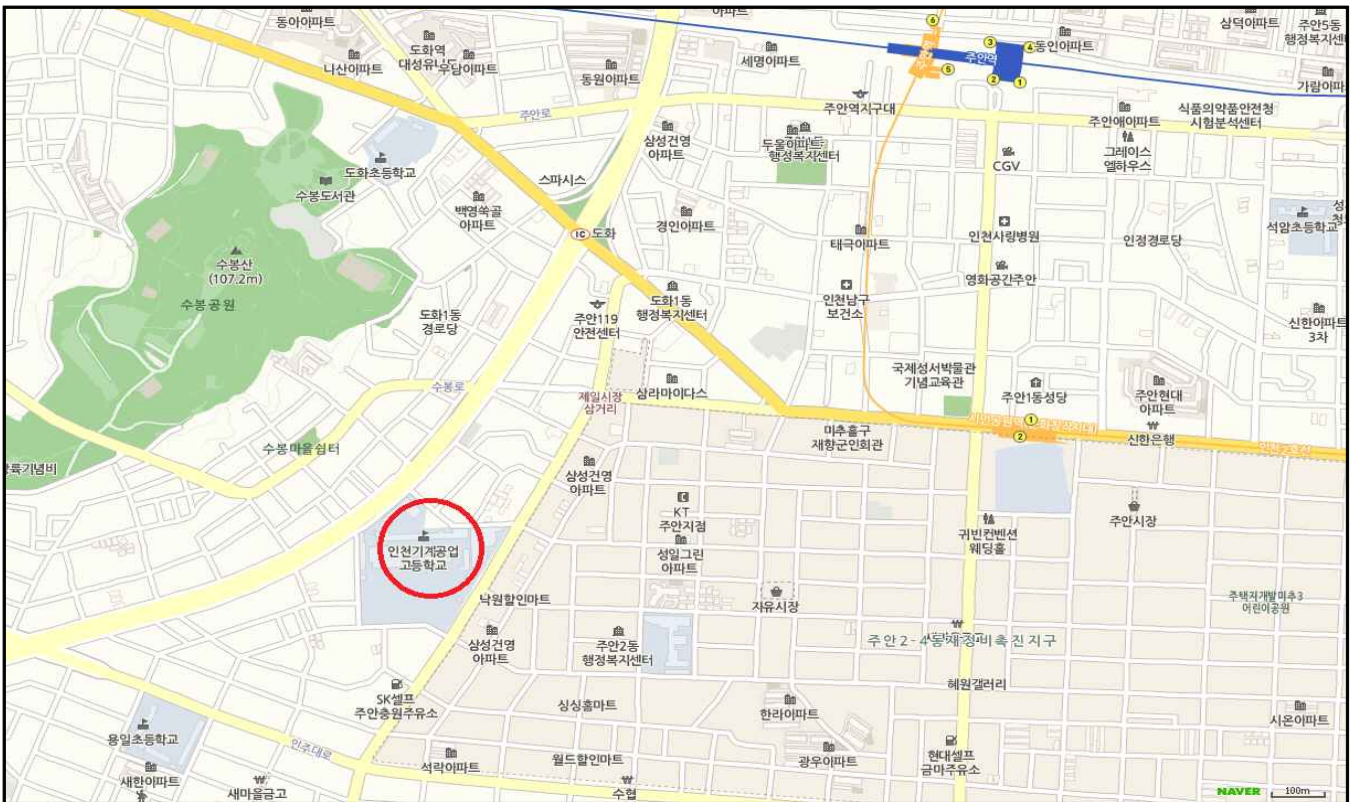 아파트
동아아파트
도화역
대성유니드
우남아파트
나산아파트
동원아파트
세명아파트
6
3
4
주안역
5
2
1
동인아파트
삼덕아파트
주안5동
행정복지센
가람아파
주안역지구대
주안애아파트
식품의약품안전청
시험분석센터
주안로
삼성건영
아파트
두울아파트
행정복지센터
CGV
그레이스
엘하우스
도화초등학교
수봉도서관
스파시스
백영쑥골
아파트
경인아파트
IC 도화
태극아파트
인천사랑병원
인정경로당
석암초등학교
수봉산
(107.2m)
수봉공원
영화공간주안
도화1동
경로당
주안119
안전센터
도화1동
행정복지센터
인천남구
보건소
신한아파트
3차
국제성서박물관
기념교육관
수봉로
제일시장
삼거리
삼라마이다스
주안1동성당
주안현대
아파트
1
2
미추홀구
재향군인회관
신한은행
수봉마을쉼터
륙기념비
삼성건영
아파트
KT
주안지점
주안시장
인천기계공업
고등학교
성일그린
아파트
귀빈컨벤션
웨딩홀
낙원할인마트
자유시장
주택재개발미추3
어린이공원
삼성건영
아파트
주안2동
행정복지센터
주안2-4동재정비촉진지구
혜원갤러리
SK셀프
주안충원주유소
싱싱홈마트
한라아파트
시온아파트
용일초등학교
인주대로
석락아파트
월드할인마트
광우아파트
현대셀프
금마주유소
새한아파트
새마을금고
수협
NAVER
100m